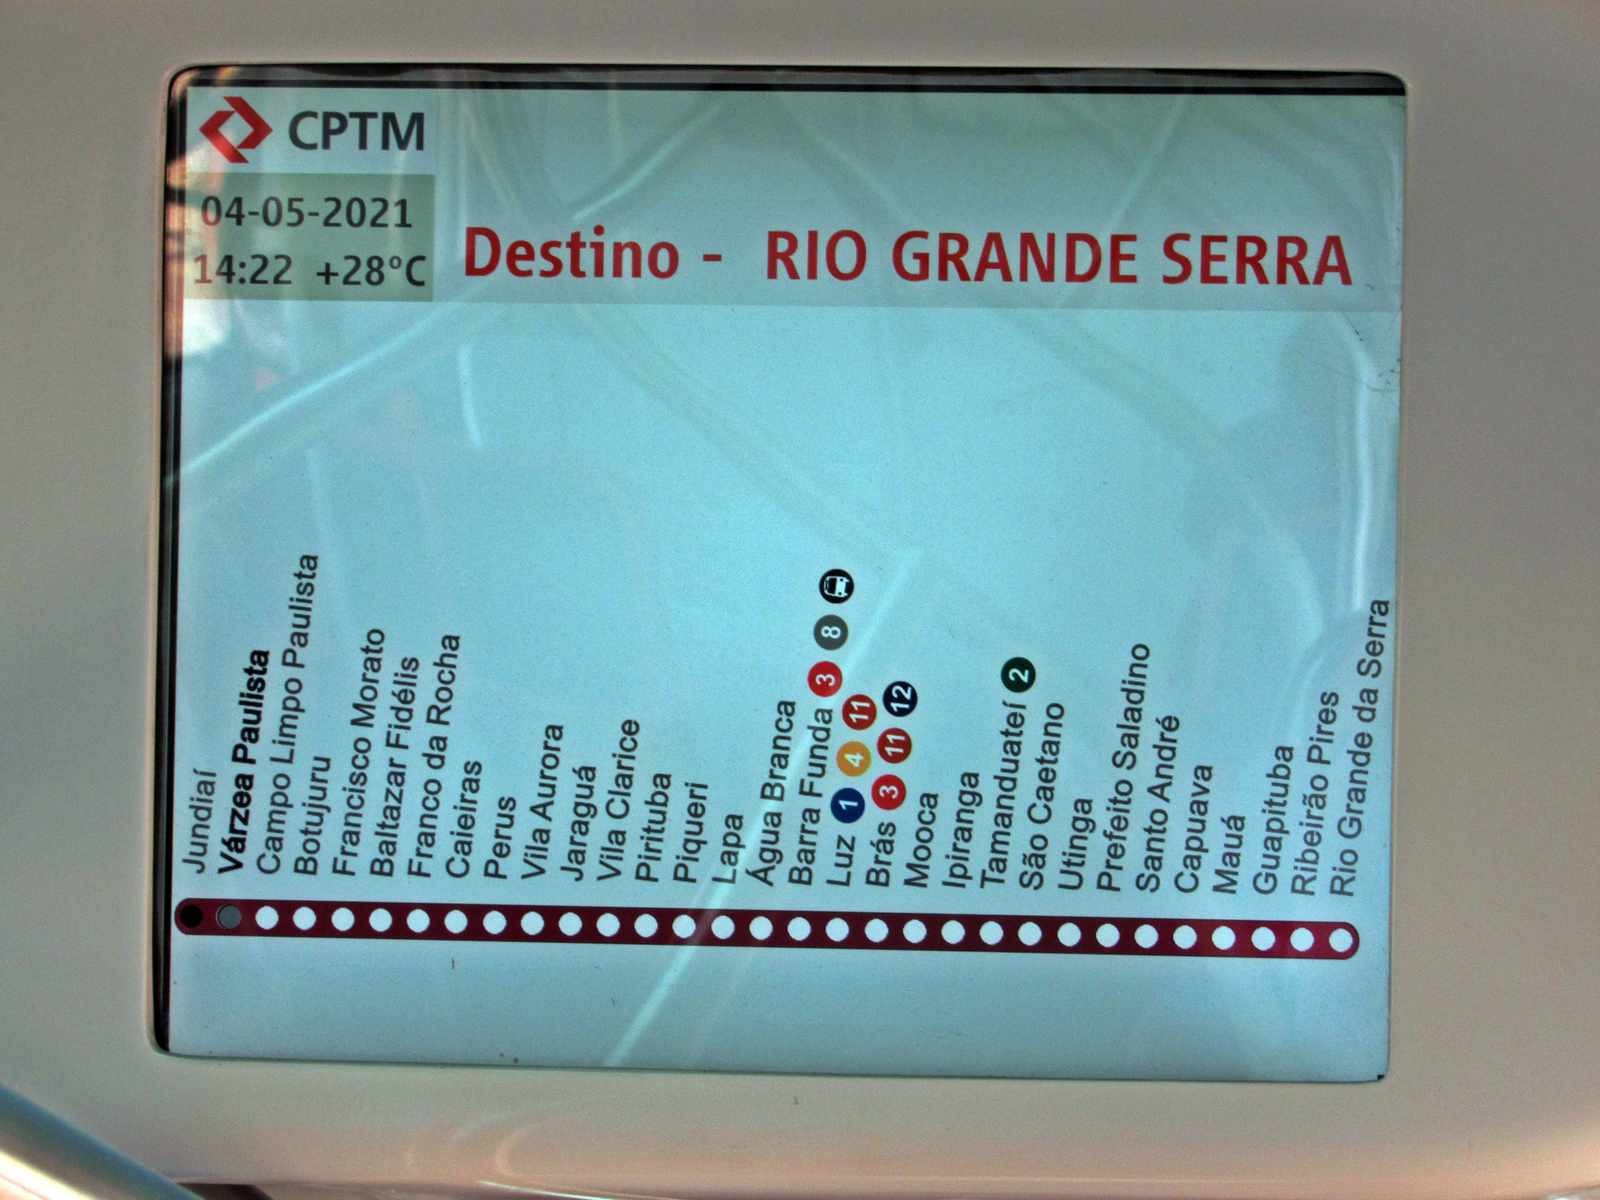 CPTM
04-05-2021
14:22 +28ºC
Destino - RIO GRANDE SERRA
Jundiaí
Várzea Paulista
Campo Limpo Paulista
Botujuru
Francisco Morato
Baltazar Fidélis
Franco da Rocha
Caieiras
Perus
Vila Aurora
Jaraguá
Vila Clarice
Pirituba
Piqueri
Lapa
Água Branca
Barra Funda 3 8
Luz 1 4 11
Brás 3 11 12
Mooca
Ipiranga
Tamanduateí 2
São Caetano
Utinga
Prefeito Saladino
Santo André
Capuava
Mauá
Guapituba
Ribeirão Pires
Rio Grande da Serra